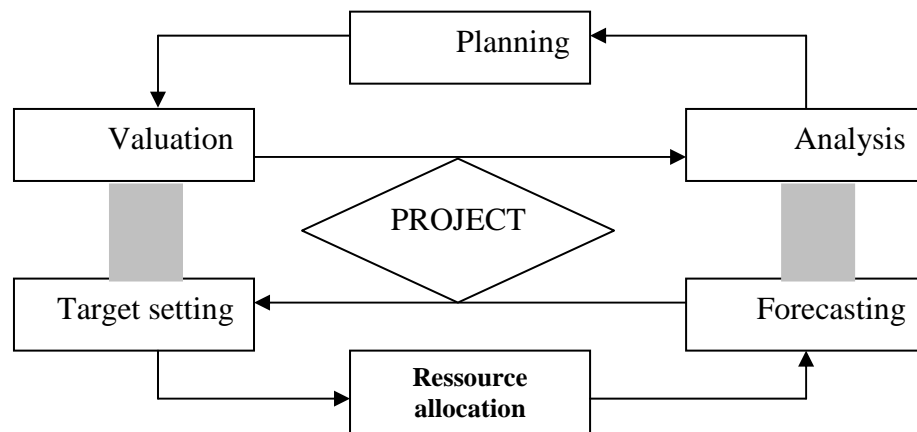 Planning
Valuation
Analysis
PROJECT
Target setting
Forecasting
Ressource
allocation